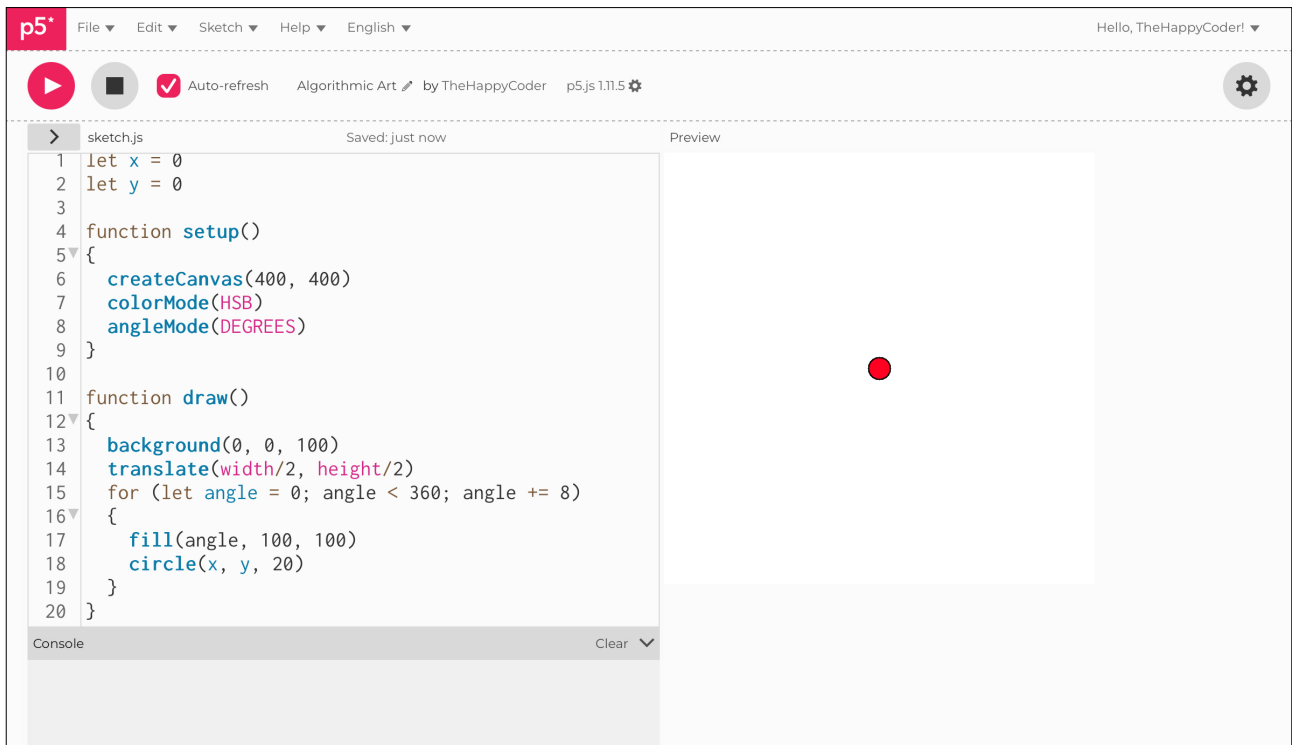 p5* File Edit Sketch Help English Hello, TheHappyCoder!
Auto-refresh Algorithmic Art by TheHappyCoder p5.js 1.11.5
sketch.js Saved: just now Preview
1 let x = 0
2 let y = 0
3
4 function setup()
5 {
6 createCanvas(400, 400)
7 colorMode(HSB)
8 angleMode(DEGREES)
9 }
10
11 function draw()
12 {
13 background(0, 0, 100)
14 translate(width/2, height/2)
15 for (let angle = 0; angle < 360; angle += 8)
16 {
17 fill(angle, 100, 100)
18 circle(x, y, 20)
19 }
20 }
Console Clear